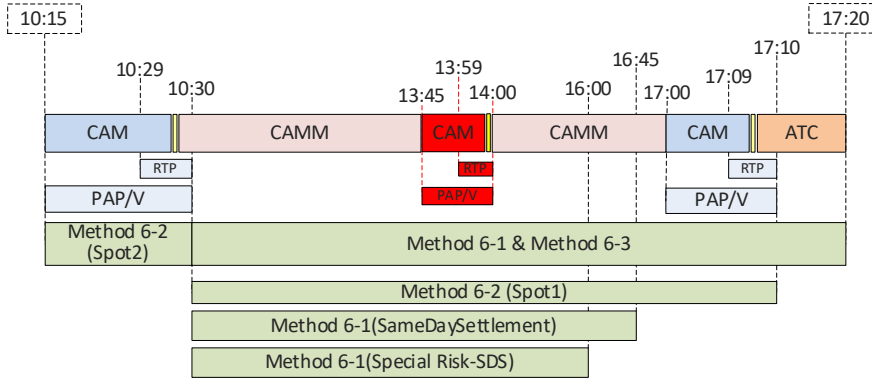 10:15
17:20
16:45
17:10
10:29
13:59
17:09
10:30
13:45
14:00
16:00
17:00
CAM
CAMM
CAM
CAMM
CAM
ATC
RTP
RTP
RTP
PAP/V
PAP/V
PAP/V
Method 6-2
(Spot2)
Method 6-1 & Method 6-3
Method 6-2 (Spot1)
Method 6-1(SameDaySettlement)
Method 6-1(Special Risk-SDS)